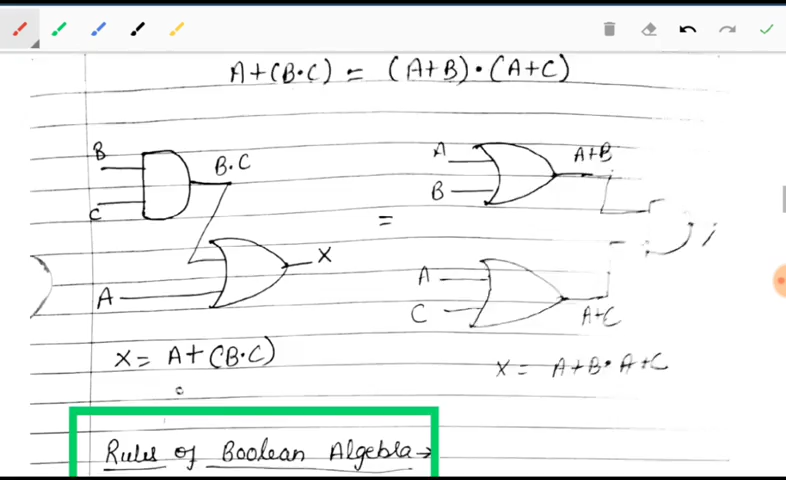 A+(B·C) = (A+B)·(A+C)
B
C
B·C
A
X
=
A
B
A+B
A
C
A+C
X = A+(B·C)
X = A+B·A+C
Rules of Boolean Algebra→